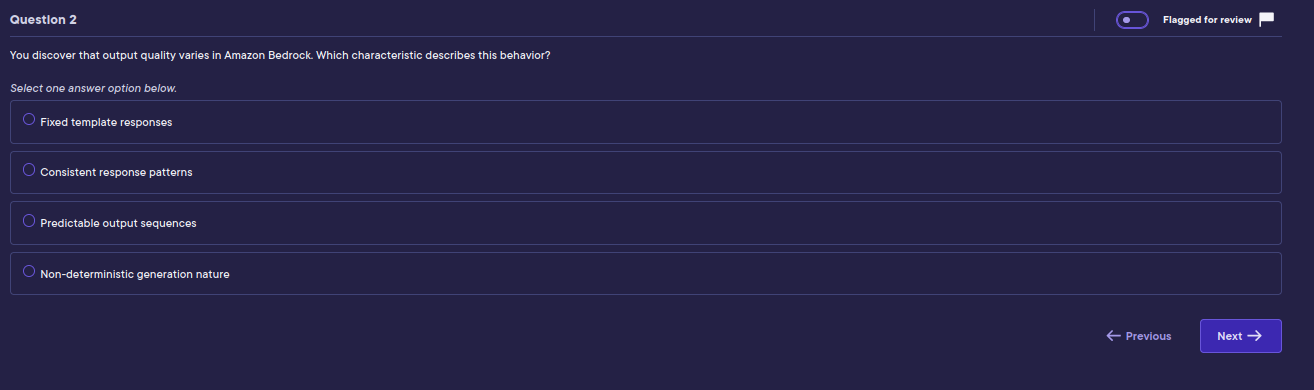 Question 2
Flagged for review
You discover that output quality varies in Amazon Bedrock. Which characteristic describes this behavior?
Select one answer option below.
Fixed template responses
Consistent response patterns
Predictable output sequences
Non-deterministic generation nature
Previous
Next